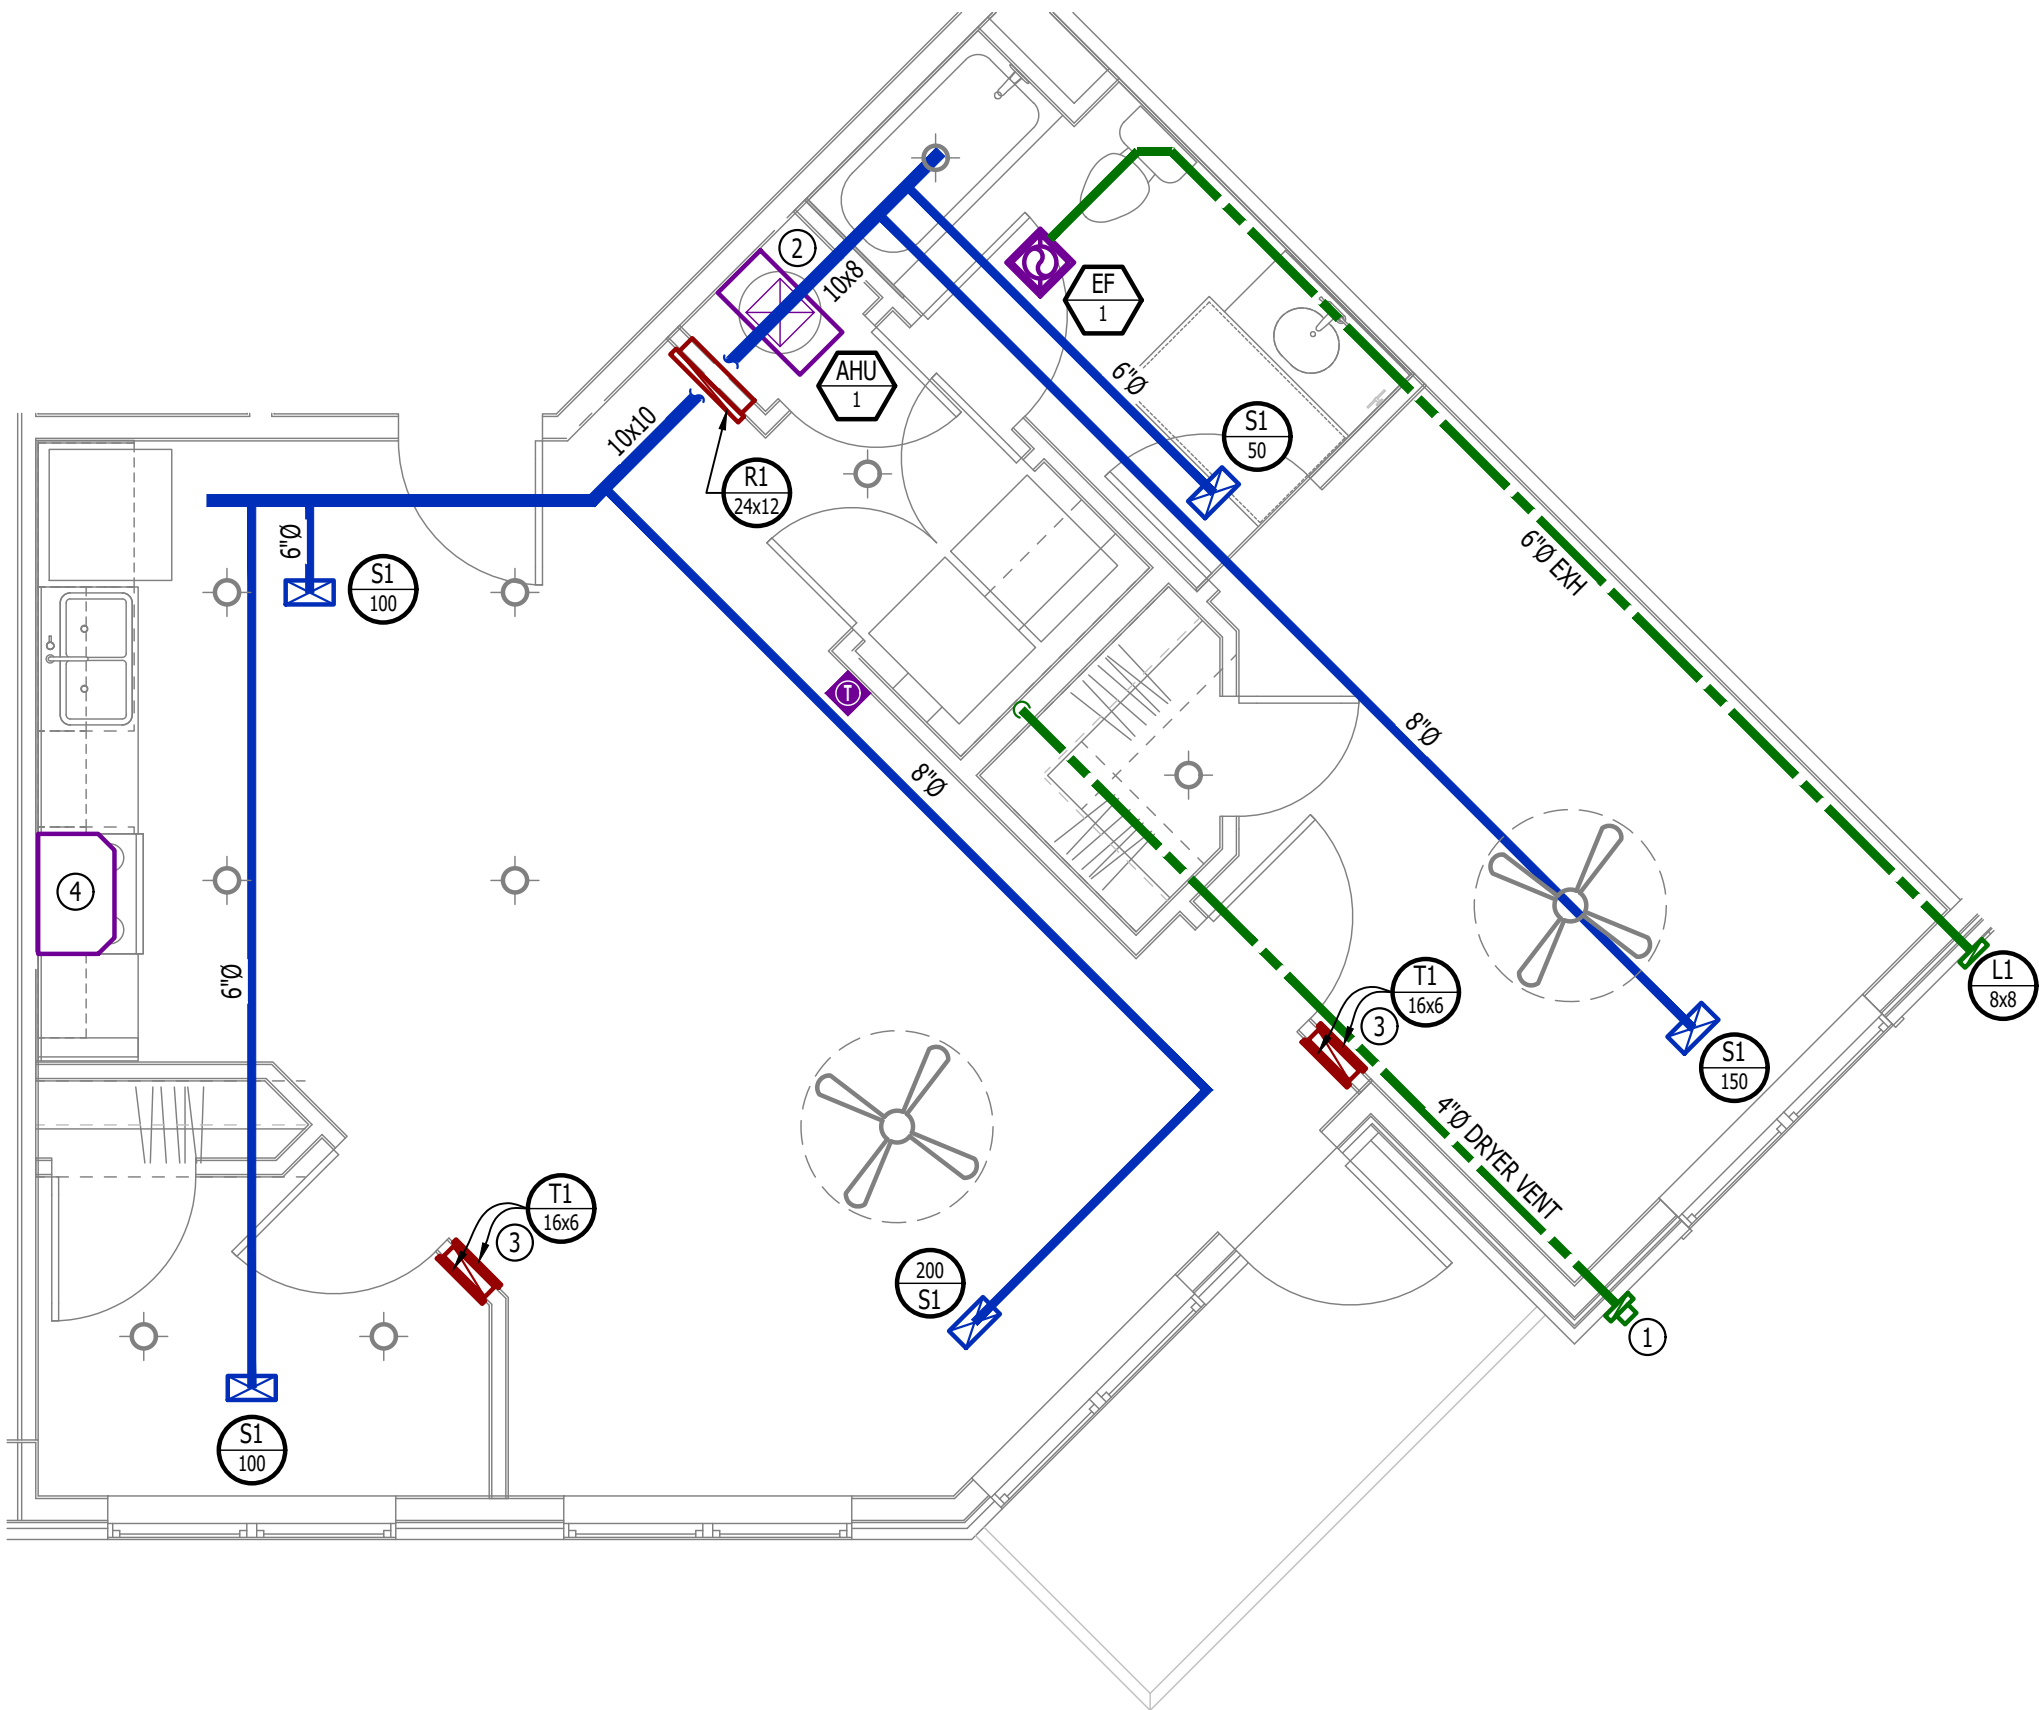 2
10x8
EF
1
AHU
1
10x10
6"Ø
S1
50
R1
24x12
6"Ø
S1
100
6"Ø EXH
T
8"Ø
8"Ø
4
6"Ø
T1
16x6
3
L1
8x8
S1
150
4"Ø DRYER VENT
T1
16x6
3
200
S1
1
S1
100